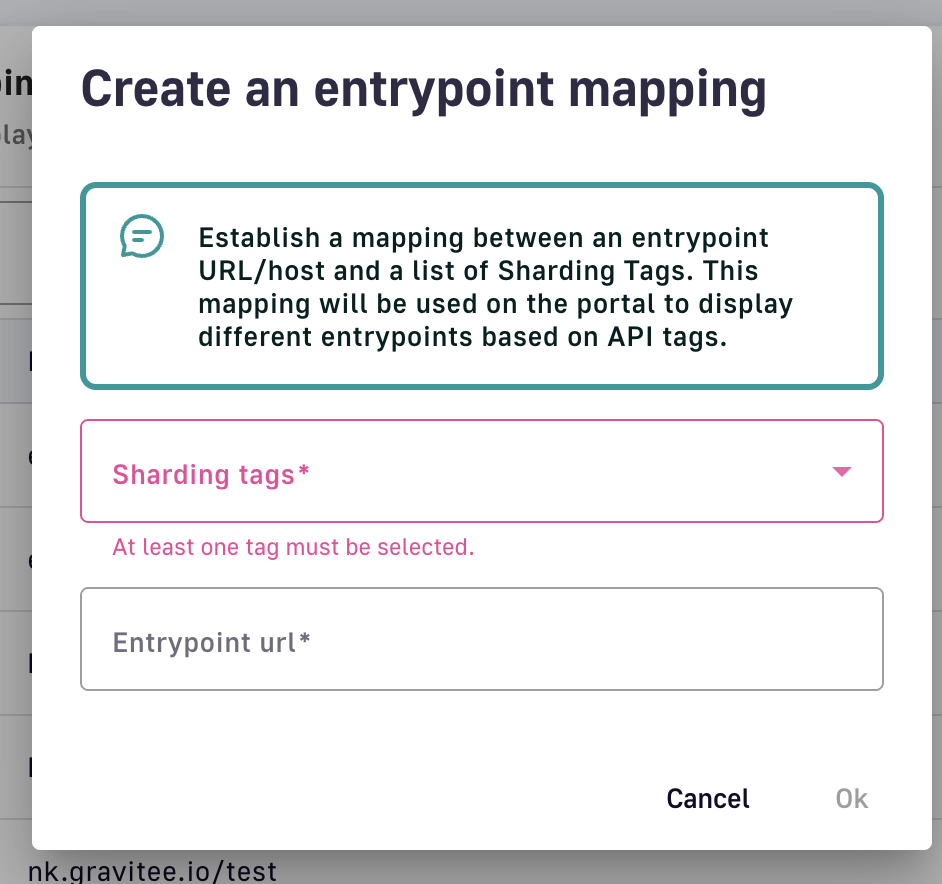 Create an entrypoint mapping
Establish a mapping between an entrypoint
URL/host and a list of Sharding Tags. This
mapping will be used on the portal to display
different entrypoints based on API tags.
Sharding tags*
At least one tag must be selected.
Entrypoint url*
Cancel
Ok
nk.gravitee.io/test